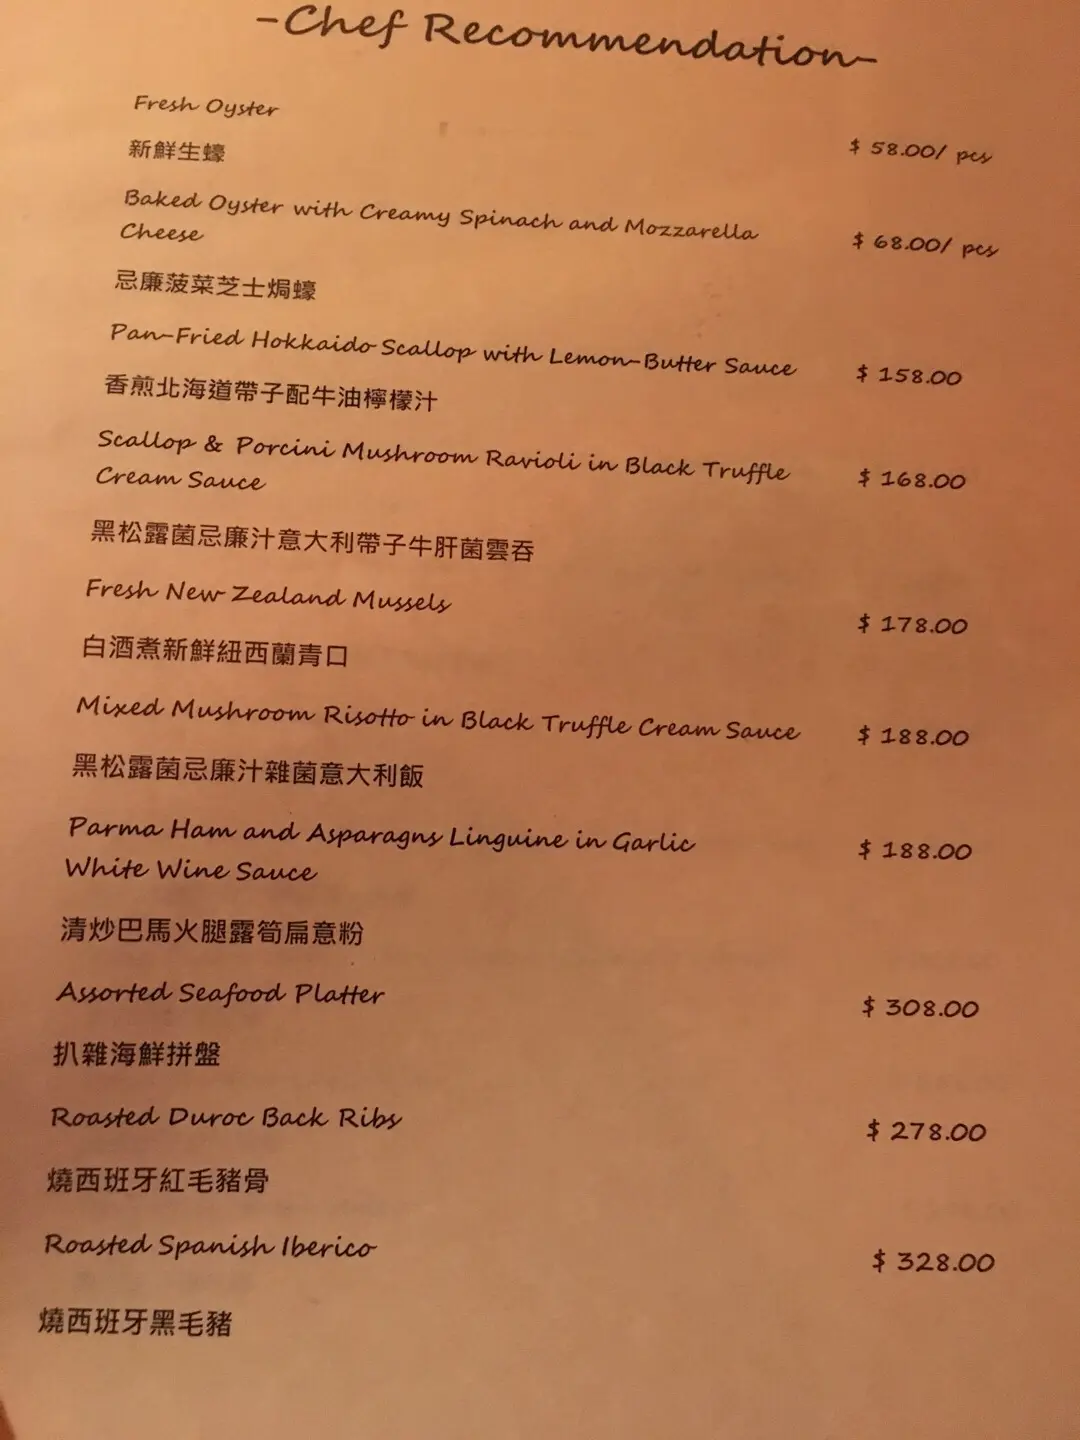 -Chef Recommendation-
Fresh Oyster
新鮮生蠔
$ 58.00/ pcs
Baked Oyster with Creamy Spinach and Mozzarella
Cheese
$ 68.00/ pcs
忌廉菠菜芝士焗蠔
Pan-Fried Hokkaido Scallop with Lemon-Butter Sauce
$ 158.00
香煎北海道帶子配牛油檸檬汁
Scallop & Porcini Mushroom Ravioli in Black Truffle
Cream Sauce
$ 168.00
黑松露菌忌廉汁意大利帶子牛肝菌雲吞
Fresh New Zealand Mussels
$ 178.00
白酒煮新鮮紐西蘭青口
Mixed Mushroom Risotto in Black Truffle Cream Sauce
$ 188.00
黑松露菌忌廉汁雜菌意大利飯
Parma Ham and Asparagns Linguine in Garlic
White Wine Sauce
$ 188.00
清炒巴馬火腿露筍扁意粉
Assorted Seafood Platter
$ 308.00
扒雜海鮮拼盤
Roasted Duroc Back Ribs
$ 278.00
燒西班牙紅毛豬骨
Roasted Spanish Iberico
$ 328.00
燒西班牙黑毛豬